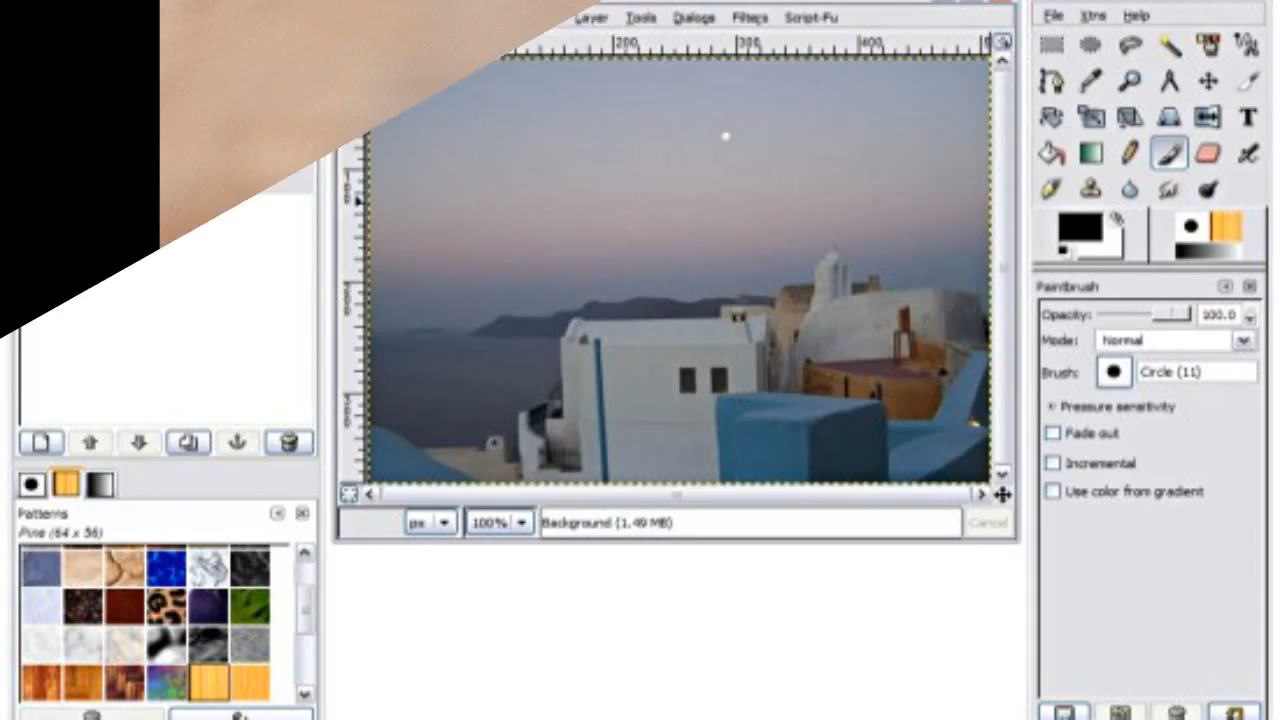 Layer Tools Dialogs Filters Script-Fu
File Xtns Help
200 300 400
Paintbrush
Opacity: 100.0
Mode: Normal
Brush: Circle (11)
Pressure sensitivity
Fade out
Incremental
Use color from gradient
px 100% Background (1.49 MB) Cancel
Patterns
Pine (64 x 56)